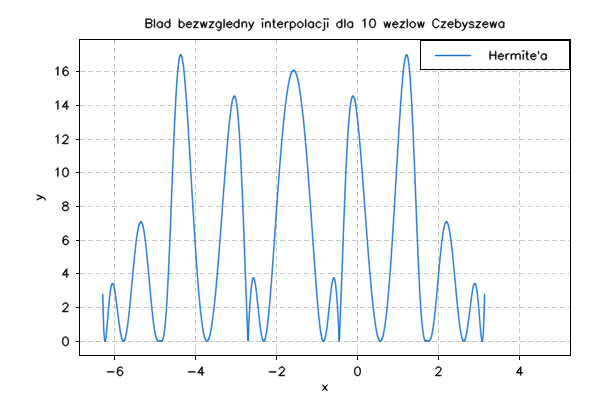 Blad bezwzgledny interpolacji dla 10 wezlow Czebyszewa
Hermite'a
16
14
12
10
8
6
4
2
0
y
−6 −4 −2 0 2 4
x